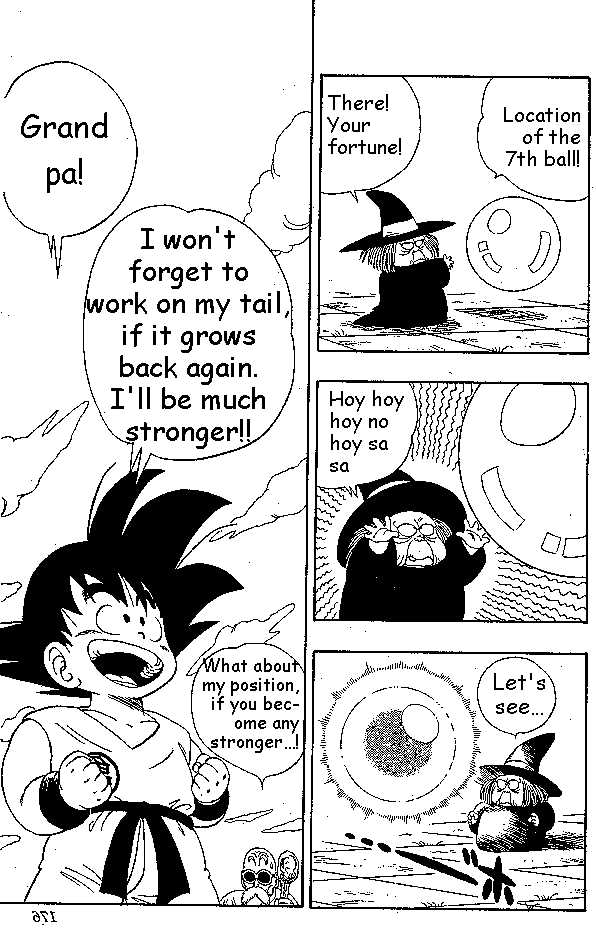 Grand
pa!
I won't
forget to
work on my tail,
if it grows
back again.
I'll be much
stronger!!
What about
my position,
if you bec-
ome any
stronger...!
There!
Your
fortune!
Location
of the
7th ball!
Hoy hoy
hoy no
hoy sa
sa
Let's
see...
176